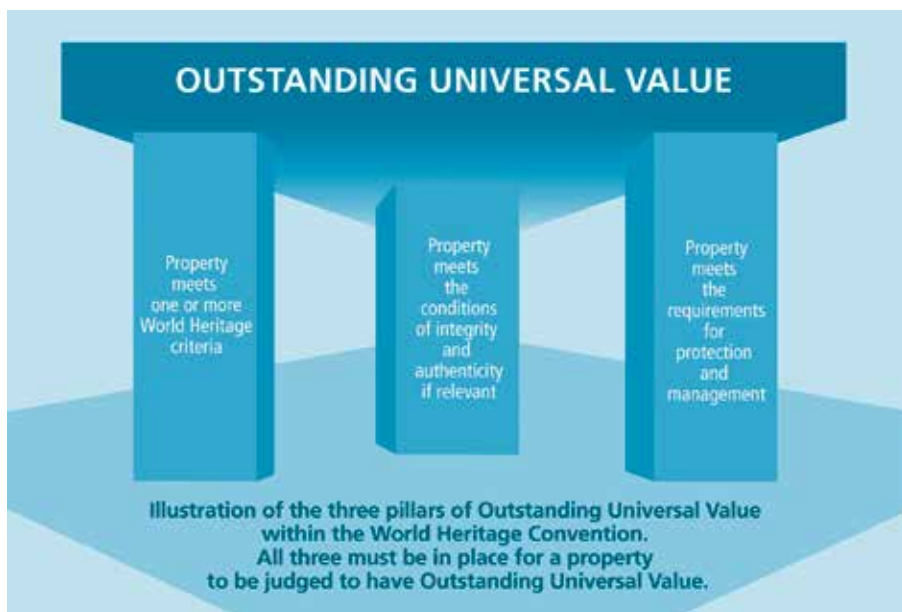 OUTSTANDING UNIVERSAL VALUE
Property
meets
one or more
World Heritage
criteria
Property
meets
the
conditions
of integrity
and
authenticity
if relevant
Property
meets
the
requirements
for
protection
and
management
Illustration of the three pillars of Outstanding Universal Value
within the World Heritage Convention.
All three must be in place for a property
to be judged to have Outstanding Universal Value.